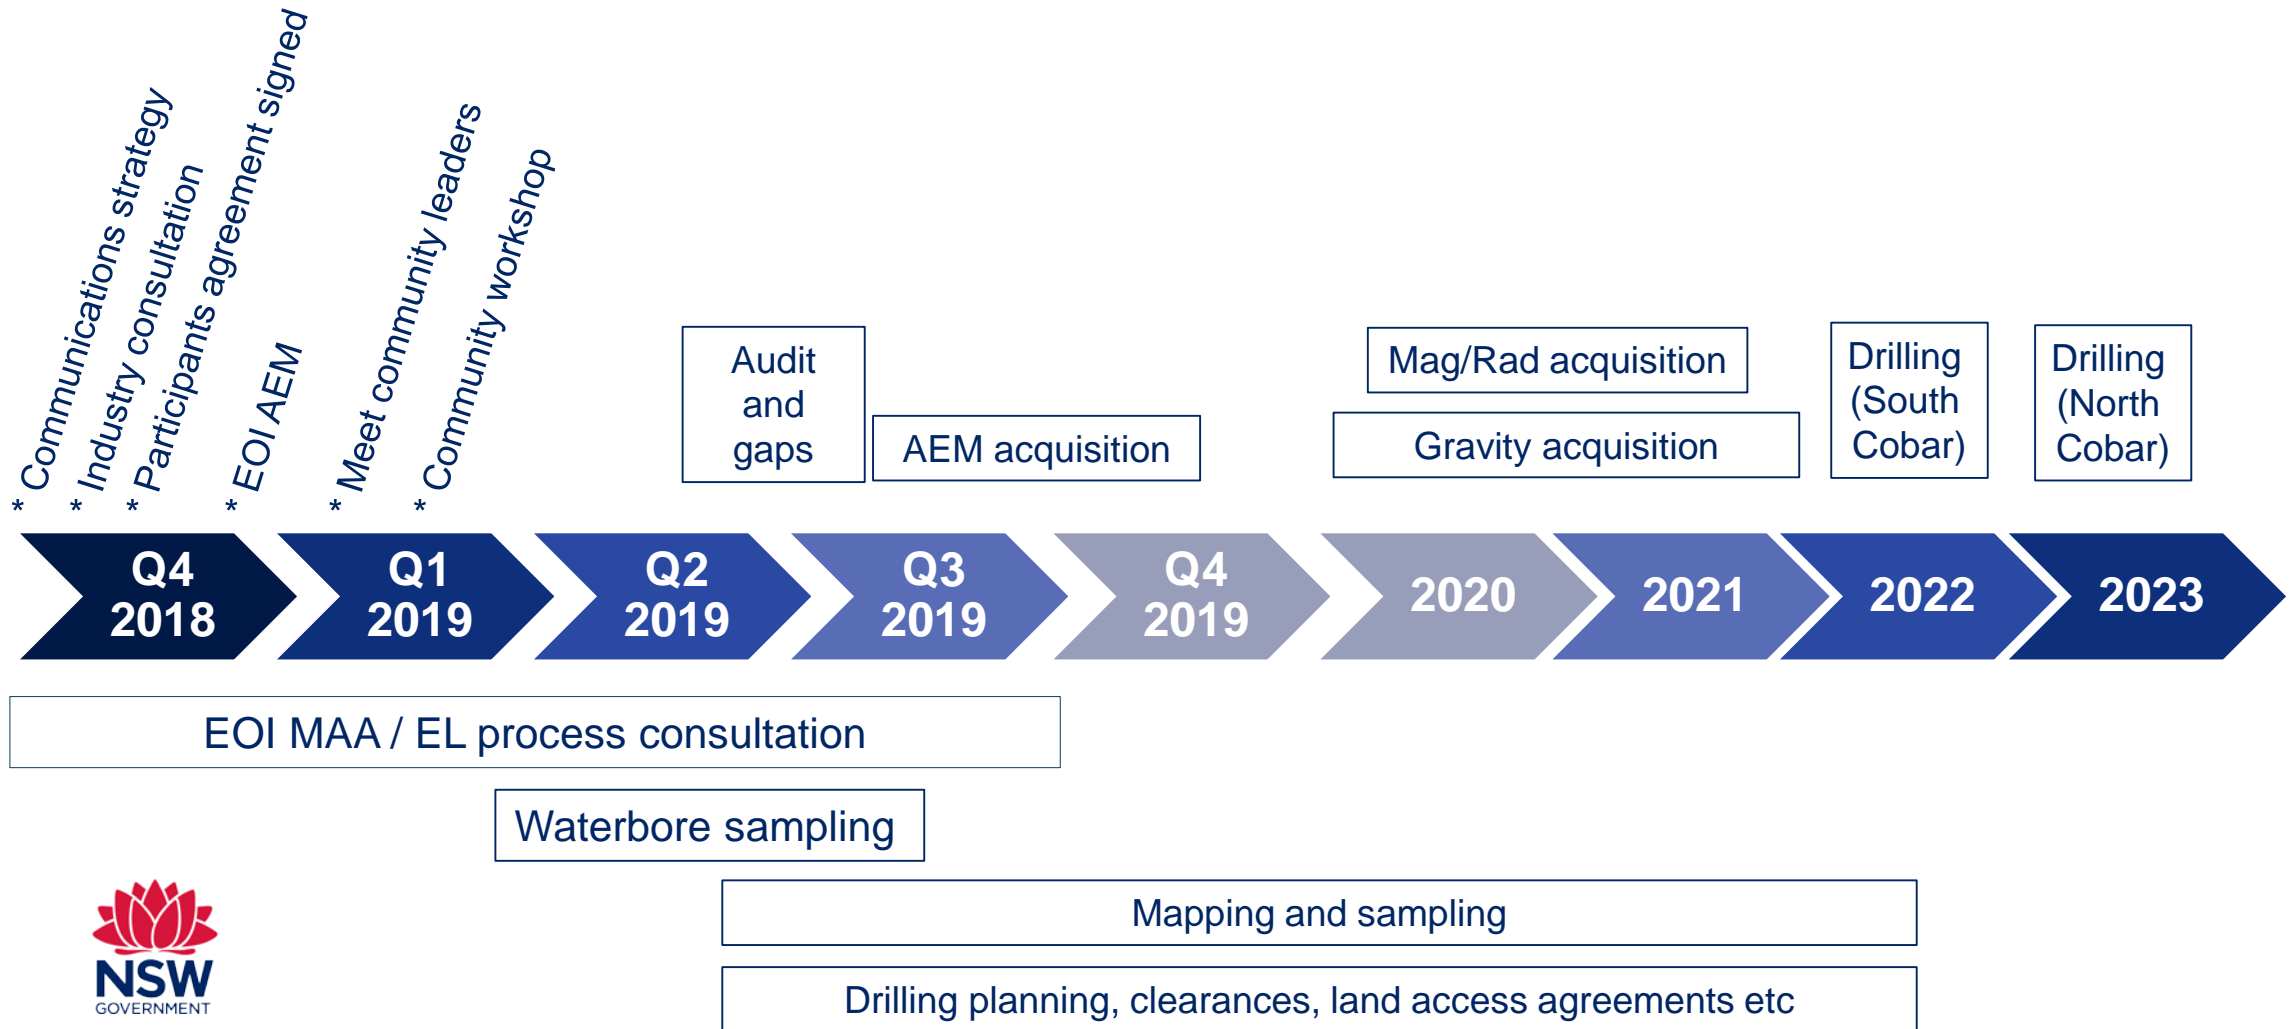 * Communications strategy
* Industry consultation
* Participants agreement signed
* EOI AEM
* Meet community leaders
* Community workshop
Audit
and
gaps
AEM acquisition
Mag/Rad acquisition
Gravity acquisition
Drilling
(South
Cobar)
Drilling
(North
Cobar)
Q4
2018
Q1
2019
Q2
2019
Q3
2019
Q4
2019
2020
2021
2022
2023
EOI MAA / EL process consultation
Waterbore sampling
Mapping and sampling
Drilling planning, clearances, land access agreements etc
NSW
GOVERNMENT